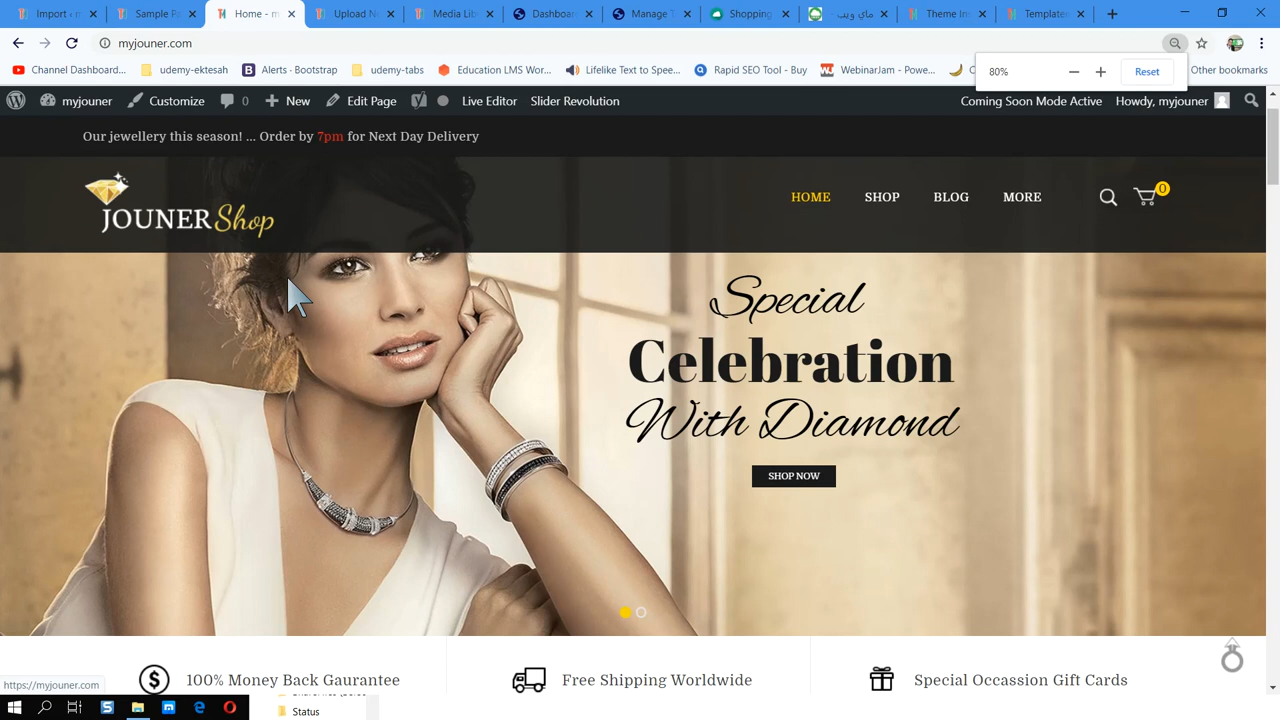 Import ‹ m
Sample Pa
Home – m
Upload Ne
Media Lib
Dashboar
Manage T
Shopping
ماي ويب
Theme Ins
Template
myjouner.com
Channel Dashboard...
udemy-ektesah
Alerts · Bootstrap
udemy-tabs
Education LMS Wor...
Lifelike Text to Spee...
Rapid SEO Tool - Buy
WebinarJam - Powe...
Other bookmarks
80%
Reset
myjouner
Customize
0
New
Edit Page
Live Editor
Slider Revolution
Coming Soon Mode Active
Howdy, myjouner
Our jewellery this season! ... Order by 7pm for Next Day Delivery
JOUNER Shop
HOME
SHOP
BLOG
MORE
0
Special
Celebration
With Diamond
SHOP NOW
100% Money Back Gaurantee
Free Shipping Worldwide
Special Occassion Gift Cards
https://myjouner.com
Status